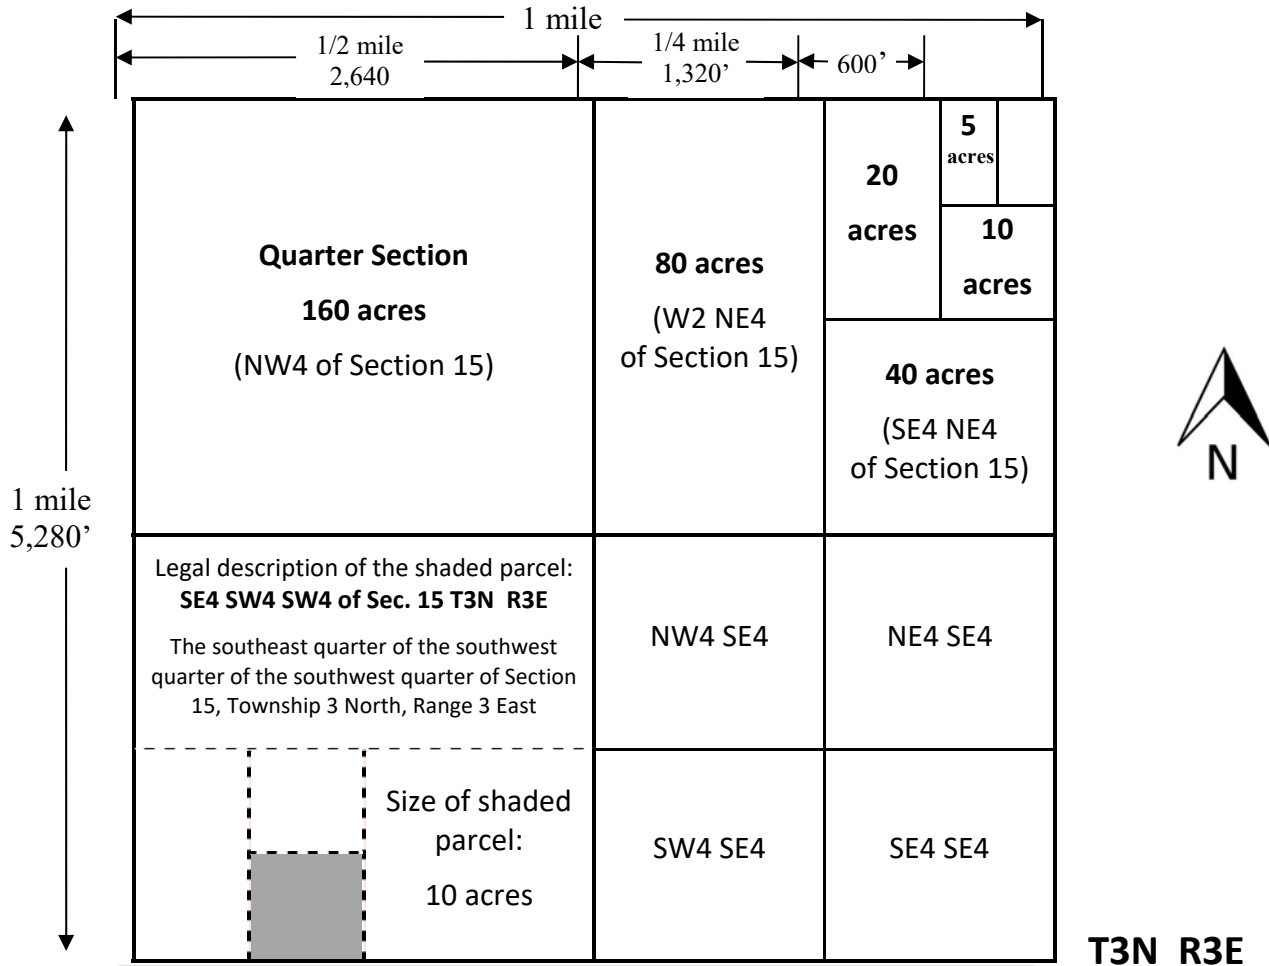 1 mile
1/2 mile
2,640
1/4 mile
1,320’
600’
5
acres
20
acres
10
acres
Quarter Section
160 acres
(NW4 of Section 15)
80 acres
(W2 NE4
of Section 15)
40 acres
(SE4 NE4
of Section 15)
N
1 mile
5,280’
Legal description of the shaded parcel:
SE4 SW4 SW4 of Sec. 15 T3N R3E
The southeast quarter of the southwest
quarter of the southwest quarter of Section
15, Township 3 North, Range 3 East
NW4 SE4
NE4 SE4
Size of shaded
parcel:
10 acres
SW4 SE4
SE4 SE4
T3N R3E